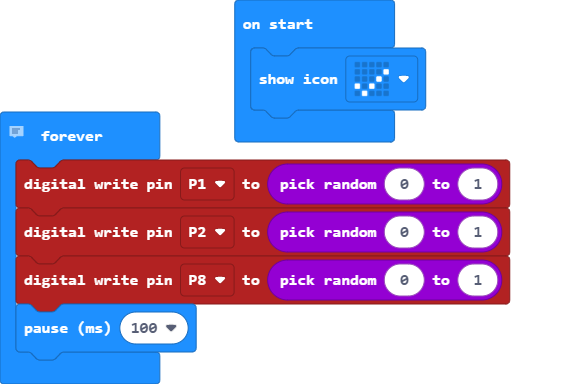 on start
show icon
forever
digital write pin P1 to pick random 0 to 1
digital write pin P2 to pick random 0 to 1
digital write pin P8 to pick random 0 to 1
pause (ms) 100